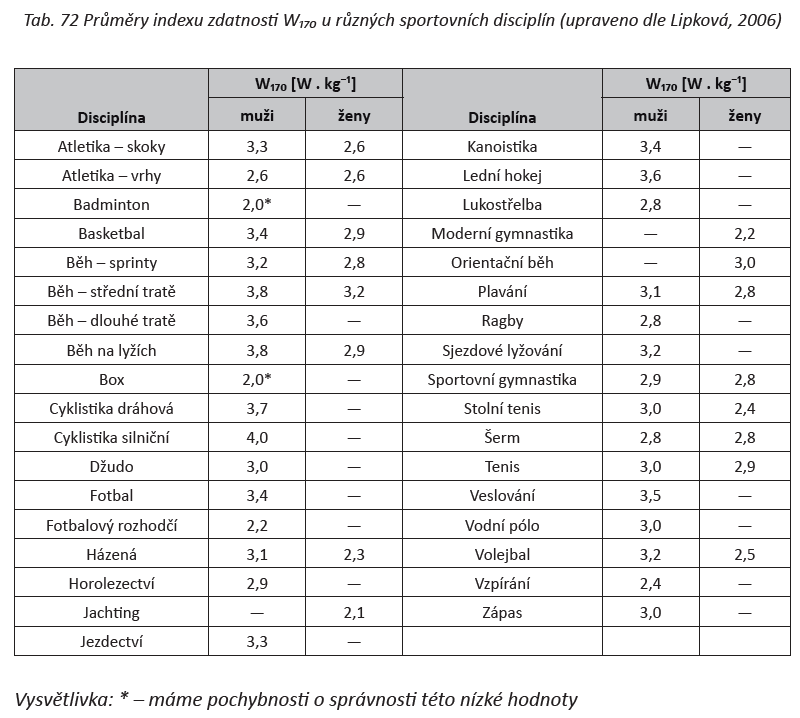 Tab. 72 Průměry indexu zdatnosti W₁₇₀ u různých sportovních disciplín (upraveno dle Lipková, 2006)
Disciplína W₁₇₀ [W . kg⁻¹] Disciplína W₁₇₀ [W . kg⁻¹]
muži ženy muži ženy
Atletika – skoky 3,3 2,6 Kanoistika 3,4 —
Atletika – vrhy 2,6 2,6 Lední hokej 3,6 —
Badminton 2,0* — Lukostřelba 2,8 —
Basketbal 3,4 2,9 Moderní gymnastika — 2,2
Běh – sprinty 3,2 2,8 Orientační běh — 3,0
Běh – střední tratě 3,8 3,2 Plavání 3,1 2,8
Běh – dlouhé tratě 3,6 — Ragby 2,8 —
Běh na lyžích 3,8 2,9 Sjezdové lyžování 3,2 —
Box 2,0* — Sportovní gymnastika 2,9 2,8
Cyklistika dráhová 3,7 — Stolní tenis 3,0 2,4
Cyklistika silniční 4,0 — Šerm 2,8 2,8
Džudo 3,0 — Tenis 3,0 2,9
Fotbal 3,4 — Veslování 3,5 —
Fotbalový rozhodčí 2,2 — Vodní pólo 3,0 —
Házená 3,1 2,3 Volejbal 3,2 2,5
Horolezectví 2,9 — Vzpírání 2,4 —
Jachting — 2,1 Zápas 3,0 —
Jezdectví 3,3 —
Vysvětlivka: * – máme pochybnosti o správnosti této nízké hodnoty